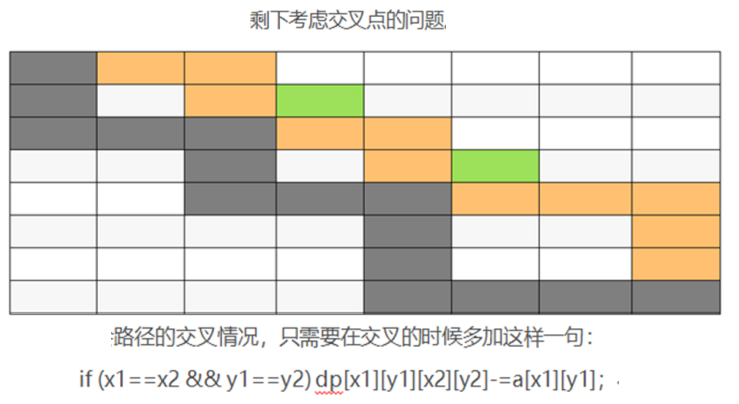 剩下考虑交叉点的问题
路径的交叉情况，只需要在交叉的时候多加这样一句：
if (x1==x2 && y1==y2) dp[x1][y1][x2][y2]-=a[x1][y1];